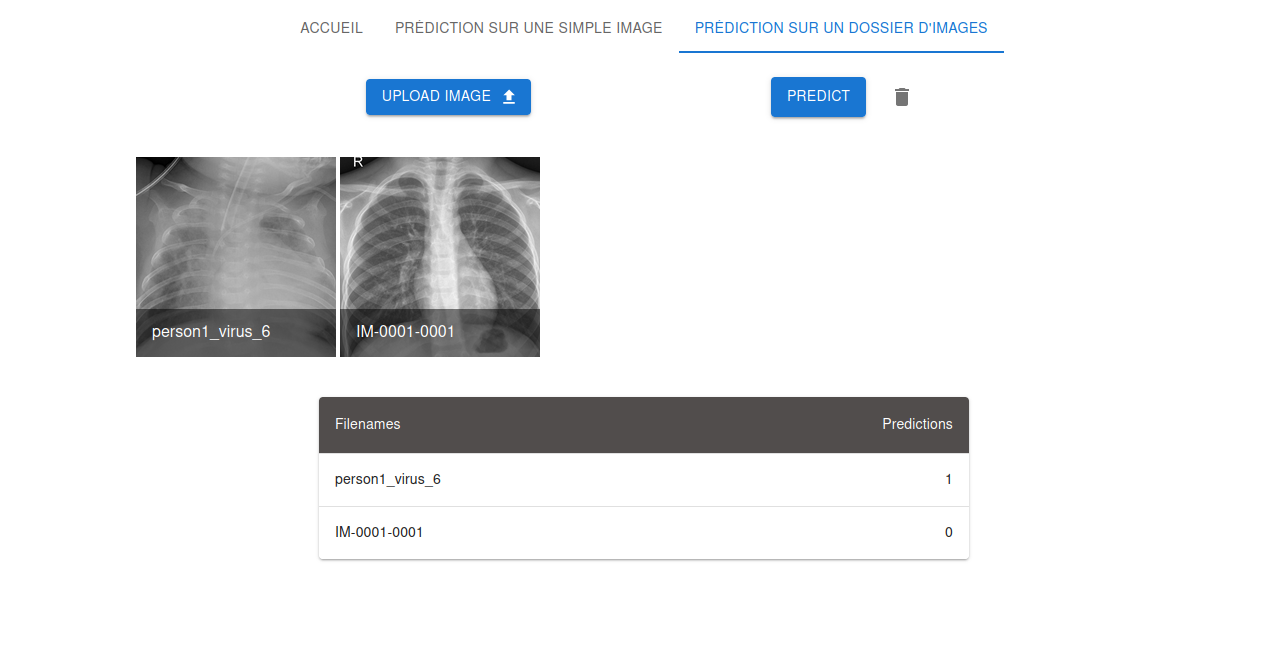 ACCUEIL
PRÉDICTION SUR UNE SIMPLE IMAGE
PRÉDICTION SUR UN DOSSIER D'IMAGES
UPLOAD IMAGE
PREDICT
R
person1_virus_6
IM-0001-0001
Filenames Predictions
person1_virus_6 1
IM-0001-0001 0